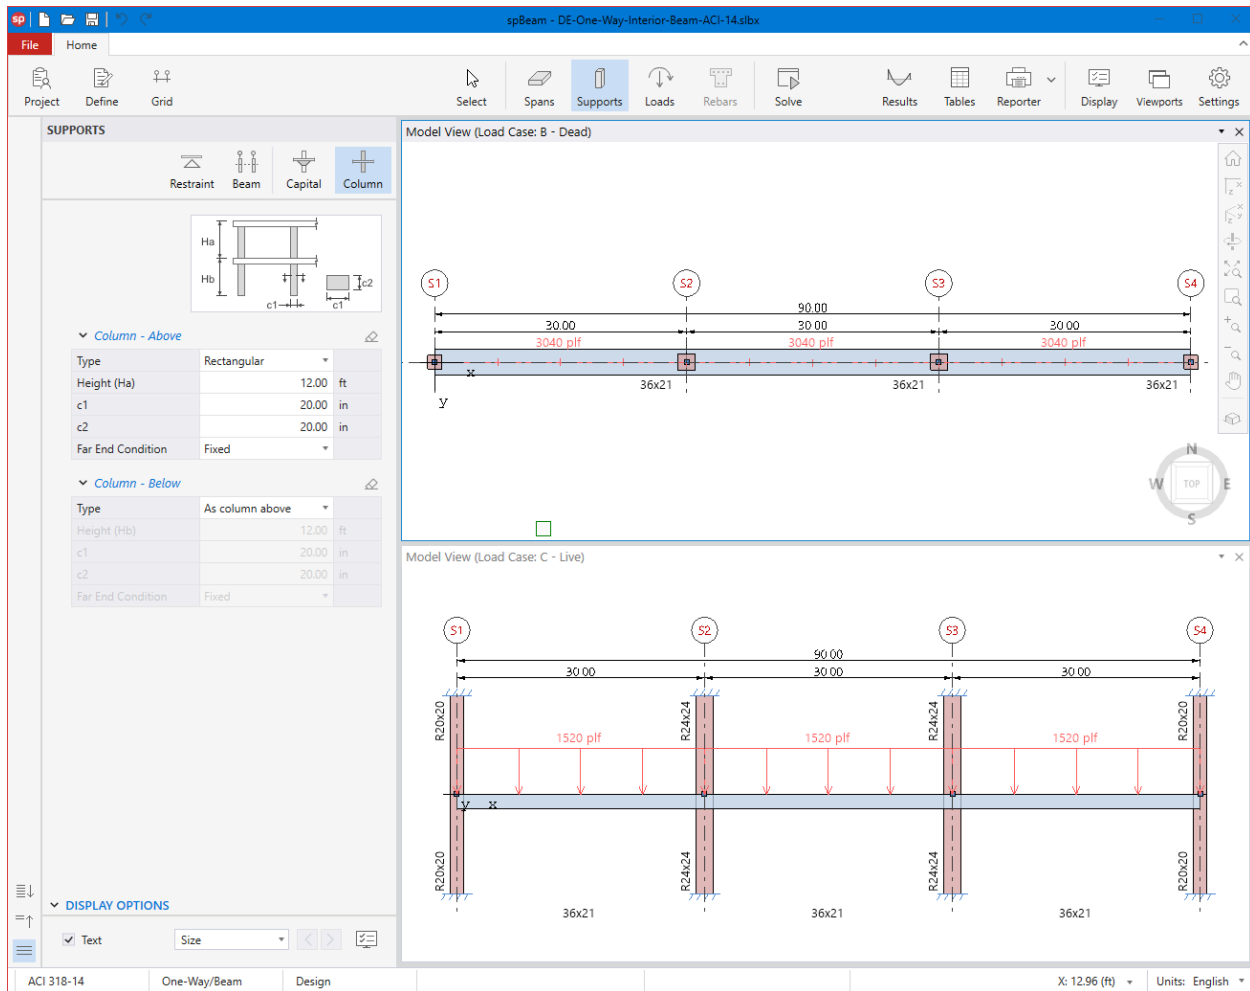 sp
spBeam - DE-One-Way-Interior-Beam-ACI-14.slbx
File Home
Project Define Grid Select Spans Supports Loads Rebars Solve Results Tables Reporter Display Viewports Settings
SUPPORTS
Restraint Beam Capital Column
Ha
Hb
c2
c1
c1
Column - Above
Type Rectangular
Height (Ha) 12.00 ft
c1 20.00 in
c2 20.00 in
Far End Condition Fixed
Column - Below
Type As column above
Height (Hb) 12.00 ft
c1 20.00 in
c2 20.00 in
Far End Condition Fixed
DISPLAY OPTIONS
Text Size
Model View (Load Case: B - Dead)
S1 S2 S3 S4
90.00
30.00 30.00 30.00
3040 plf 3040 plf 3040 plf
x
36x21 36x21 36x21
y
N
W TOP E
S
Model View (Load Case: C - Live)
S1 S2 S3 S4
90.00
30.00 30.00 30.00
R20x20 R24x24 R24x24 R20x20
1520 plf 1520 plf 1520 plf
y x
R20x20 R24x24 R24x24 R20x20
36x21 36x21 36x21
ACI 318-14 One-Way/Beam Design X: 12.96 (ft) Units: English